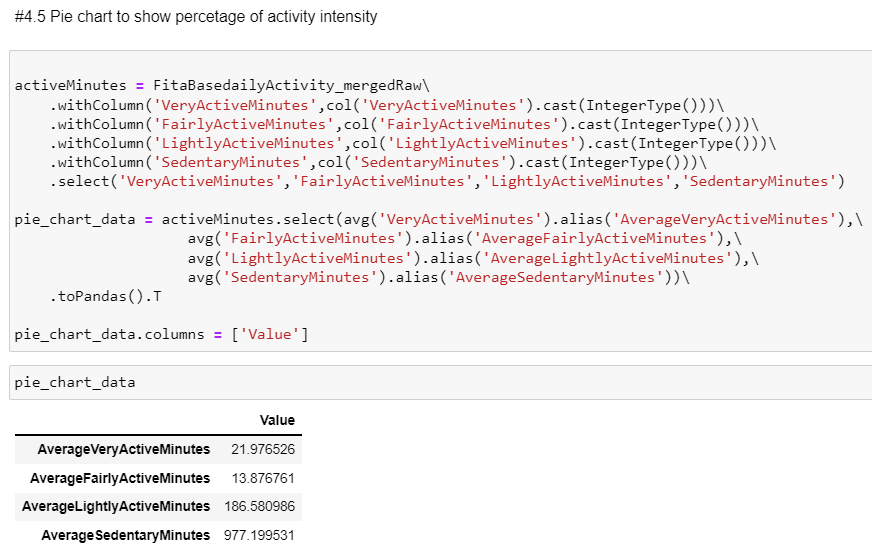 #4.5 Pie chart to show percetage of activity intensity
activeMinutes = FitaBasedailyActivity_mergedRaw\
.withColumn('VeryActiveMinutes',col('VeryActiveMinutes').cast(IntegerType()))\
.withColumn('FairlyActiveMinutes',col('FairlyActiveMinutes').cast(IntegerType()))\
.withColumn('LightlyActiveMinutes',col('LightlyActiveMinutes').cast(IntegerType()))\
.withColumn('SedentaryMinutes',col('SedentaryMinutes').cast(IntegerType()))\
.select('VeryActiveMinutes','FairlyActiveMinutes','LightlyActiveMinutes','SedentaryMinutes')
pie_chart_data = activeMinutes.select(avg('VeryActiveMinutes').alias('AverageVeryActiveMinutes'),\
avg('FairlyActiveMinutes').alias('AverageFairlyActiveMinutes'),\
avg('LightlyActiveMinutes').alias('AverageLightlyActiveMinutes'),\
avg('SedentaryMinutes').alias('AverageSedentaryMinutes'))\
.toPandas().T
pie_chart_data.columns = ['Value']
pie_chart_data
Value
AverageVeryActiveMinutes 21.976526
AverageFairlyActiveMinutes 13.876761
AverageLightlyActiveMinutes 186.580986
AverageSedentaryMinutes 977.199531